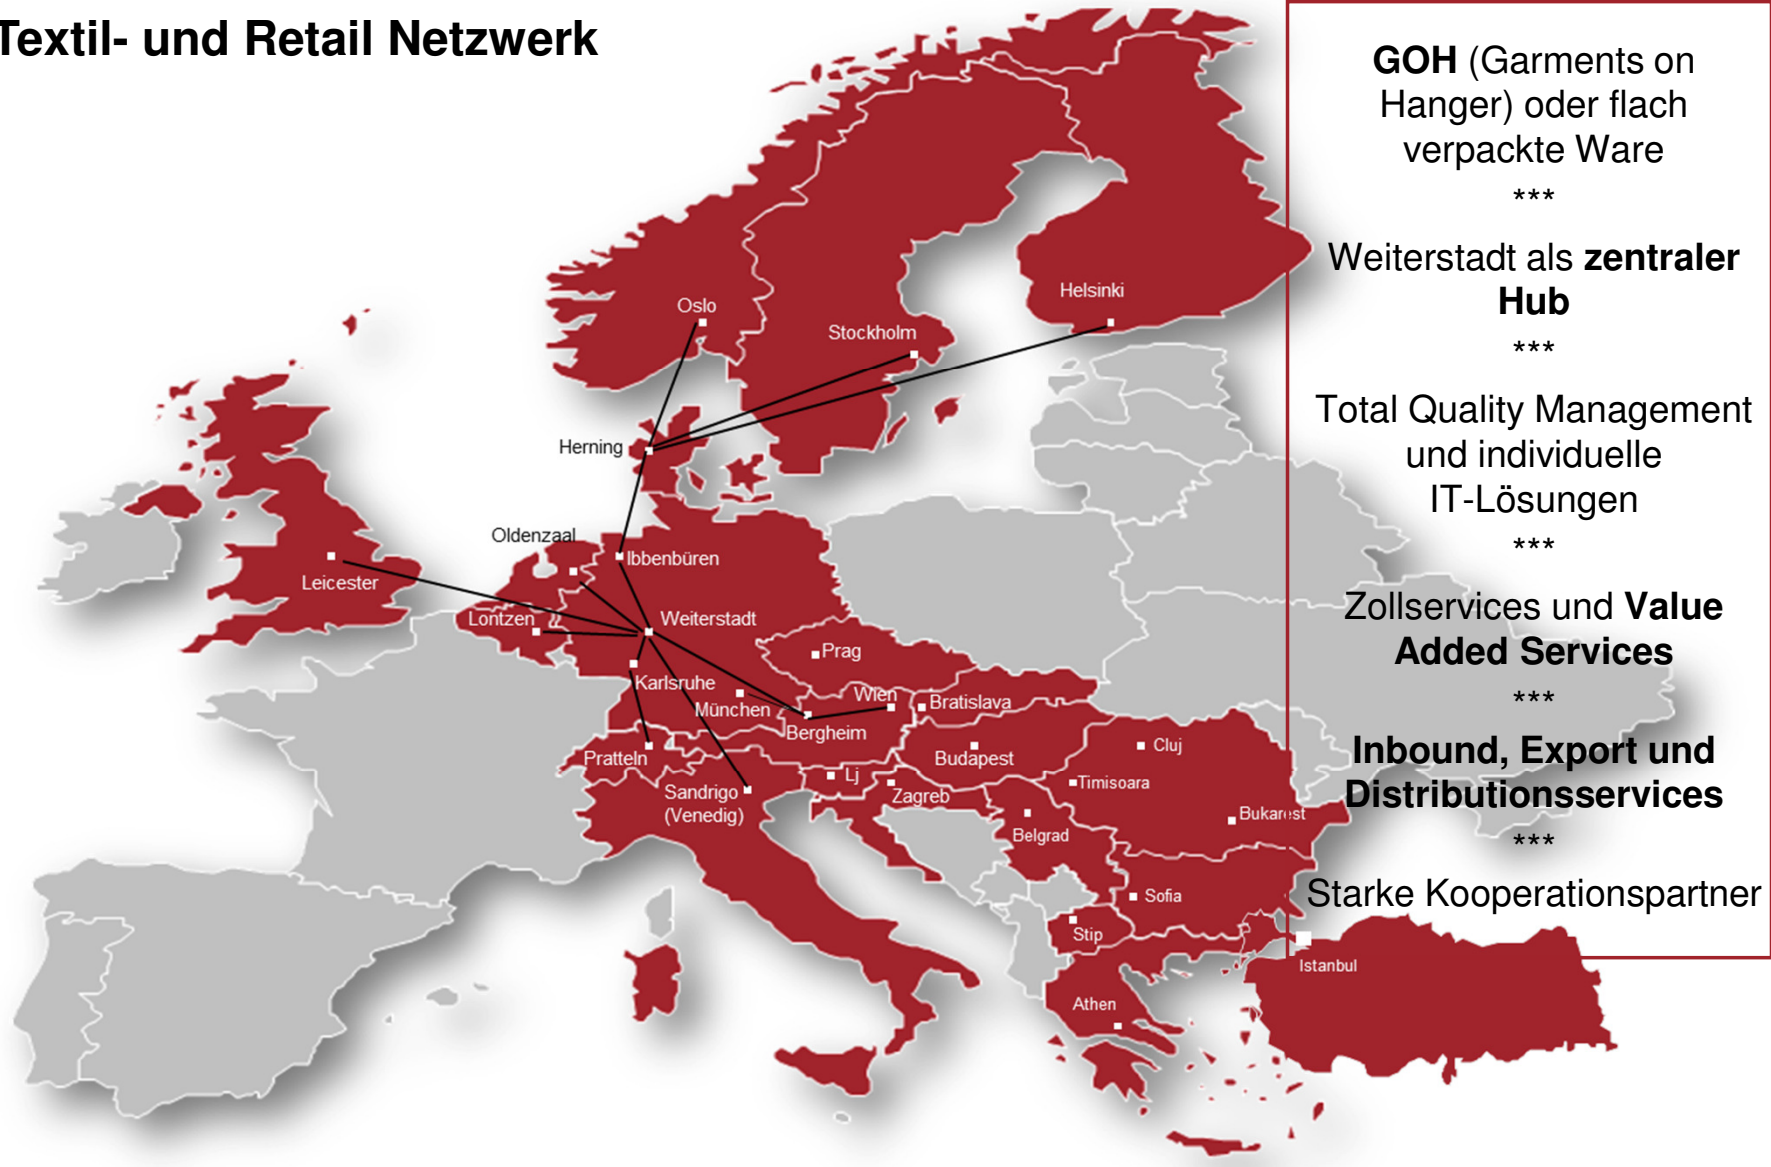 Textil- und Retail Netzwerk
GOH (Garments on
Hanger) oder flach
verpackte Ware
***
Weiterstadt als zentraler
Hub
***
Total Quality Management
und individuelle
IT-Lösungen
***
Zollservices und Value
Added Services
***
Inbound, Export und
Distributionsservices
***
Starke Kooperationspartner
Oslo
Helsinki
Stockholm
Herning
Oldenzaal
Ibbenbüren
Leicester
Lontzen
Weiterstadt
Prag
Karlsruhe
München
Wien
Bratislava
Bergheim
Pratteln
Budapest
Cluj
Lj
Timisoara
Sandrigo
(Venedig)
Zagreb
Belgrad
Bukarest
Sofia
Stip
Istanbul
Athen